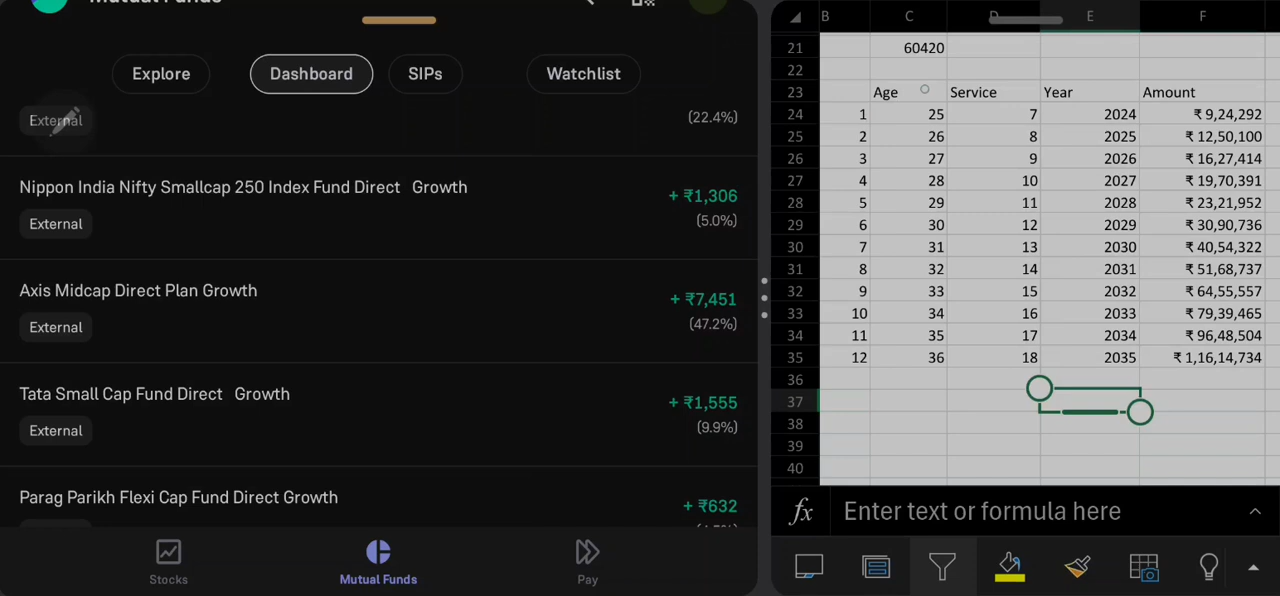 Mutual Funds
Explore Dashboard SIPs Watchlist
External
(22.4%)
Nippon India Nifty Smallcap 250 Index Fund Direct Growth
+ ₹1,306
External
(5.0%)
Axis Midcap Direct Plan Growth
+ ₹7,451
External
(47.2%)
Tata Small Cap Fund Direct Growth
+ ₹1,555
External
(9.9%)
Parag Parikh Flexi Cap Fund Direct Growth
+ ₹632
Stocks Mutual Funds Pay
B C D E F
21 60420
22
23 Age Service Year Amount
24 1 25 7 2024 ₹ 9,24,292
25 2 26 8 2025 ₹ 12,50,100
26 3 27 9 2026 ₹ 16,27,414
27 4 28 10 2027 ₹ 19,70,391
28 5 29 11 2028 ₹ 23,21,952
29 6 30 12 2029 ₹ 30,90,736
30 7 31 13 2030 ₹ 40,54,322
31 8 32 14 2031 ₹ 51,68,737
32 9 33 15 2032 ₹ 64,55,557
33 10 34 16 2033 ₹ 79,39,465
34 11 35 17 2034 ₹ 96,48,504
35 12 36 18 2035 ₹ 1,16,14,734
36
37
38
39
40
fx Enter text or formula here